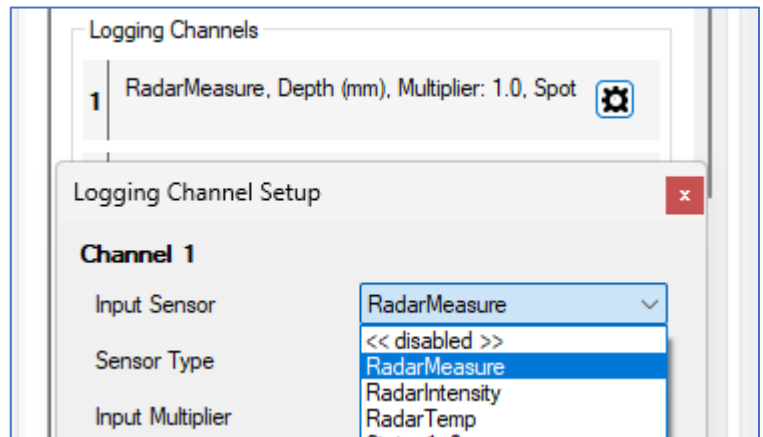 Logging Channels
1 RadarMeasure, Depth (mm), Multiplier: 1.0, Spot
Logging Channel Setup
x
Channel 1
Input Sensor RadarMeasure
<< disabled >>
Sensor Type
RadarMeasure
RadarIntensity
Input Multiplier
RadarTemp